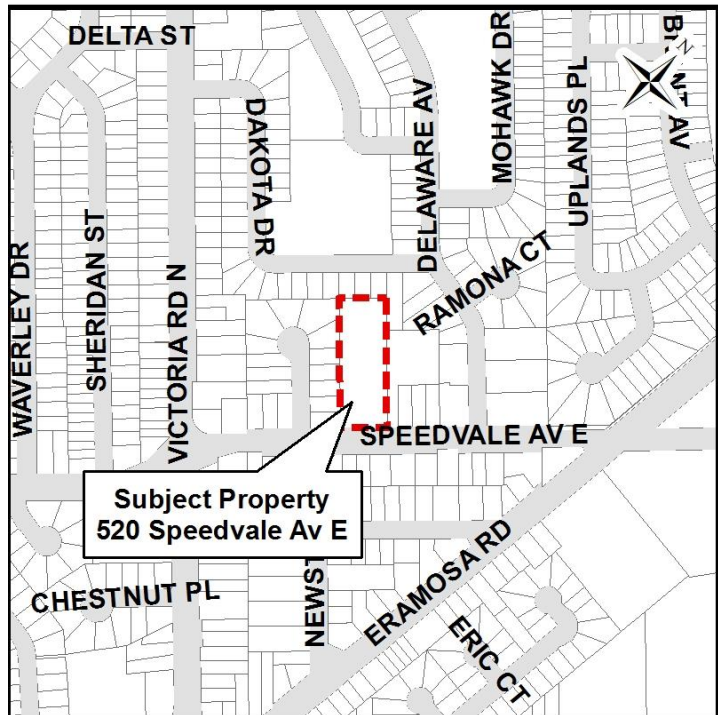 DELTA ST
DAKOTA DR
DELAWARE AV
MOHAWK DR
UPLANDS PL
AV
N
WAVERLEY DR
SHERIDAN ST
VICTORIA RD N
RAMONA CT
SPEEDVALE AV E
Subject Property
520 Speedvale Av E
CHESTNUT PL
NEWST
ERAMOSA RD
ERIC CT